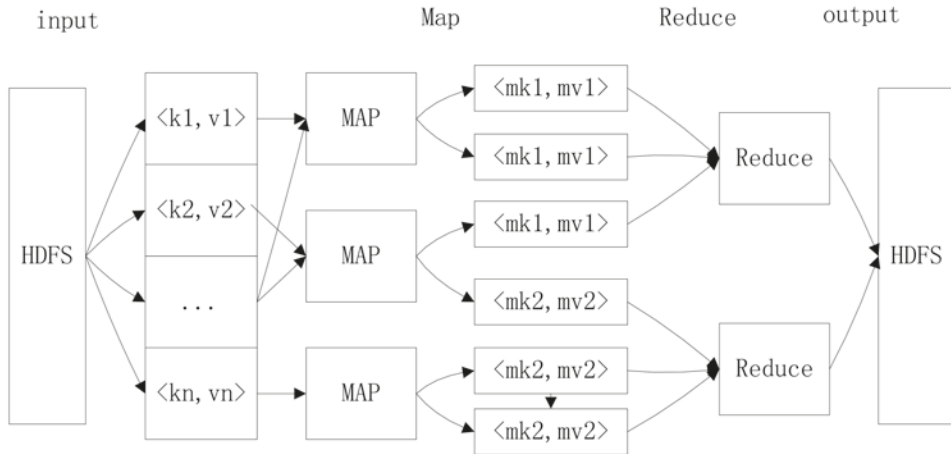 input
Map
Reduce
output
HDFS
<k1,v1>
<k2,v2>
...
<kn,vn>
MAP
MAP
MAP
<mk1,mv1>
<mk1,mv1>
<mk1,mv1>
<mk2,mv2>
<mk2,mv2>
<mk2,mv2>
Reduce
Reduce
HDFS